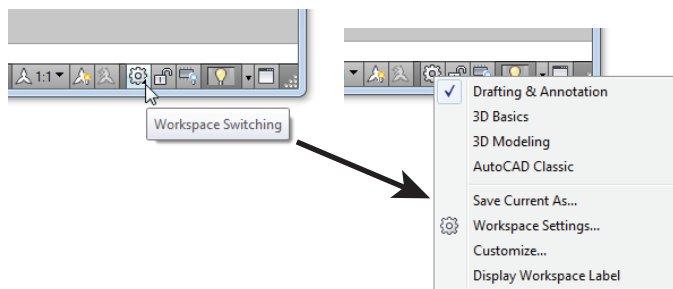 1:1
Workspace Switching
Drafting & Annotation
3D Basics
3D Modeling
AutoCAD Classic
Save Current As...
Workspace Settings...
Customize...
Display Workspace Label